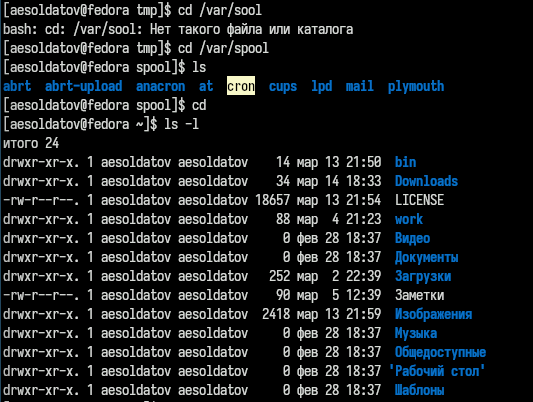 [aesoldatov@fedora tmp]$ cd /var/sool
bash: cd: /var/sool: Нет такого файла или каталога
[aesoldatov@fedora tmp]$ cd /var/spool
[aesoldatov@fedora spool]$ ls
abrt  abrt-upload  anacron  at  cron  cups  lpd  mail  plymouth
[aesoldatov@fedora spool]$ cd
[aesoldatov@fedora ~]$ ls -l
итого 24
drwxr-xr-x. 1 aesoldatov aesoldatov    14 мар 13 21:50  bin
drwxr-xr-x. 1 aesoldatov aesoldatov    34 мар 14 18:33  Downloads
-rw-r--r--. 1 aesoldatov aesoldatov 18657 мар 13 21:54  LICENSE
drwxr-xr-x. 1 aesoldatov aesoldatov    88 мар  4 21:23  work
drwxr-xr-x. 1 aesoldatov aesoldatov     0 фев 28 18:37  Видео
drwxr-xr-x. 1 aesoldatov aesoldatov     0 фев 28 18:37  Документы
drwxr-xr-x. 1 aesoldatov aesoldatov   252 мар  2 22:39  Загрузки
-rw-r--r--. 1 aesoldatov aesoldatov    90 мар  5 12:39  Заметки
drwxr-xr-x. 1 aesoldatov aesoldatov  2418 мар 13 21:59  Изображения
drwxr-xr-x. 1 aesoldatov aesoldatov     0 фев 28 18:37  Музыка
drwxr-xr-x. 1 aesoldatov aesoldatov     0 фев 28 18:37  Общедоступные
drwxr-xr-x. 1 aesoldatov aesoldatov     0 фев 28 18:37 'Рабочий стол'
drwxr-xr-x. 1 aesoldatov aesoldatov     0 фев 28 18:37  Шаблоны